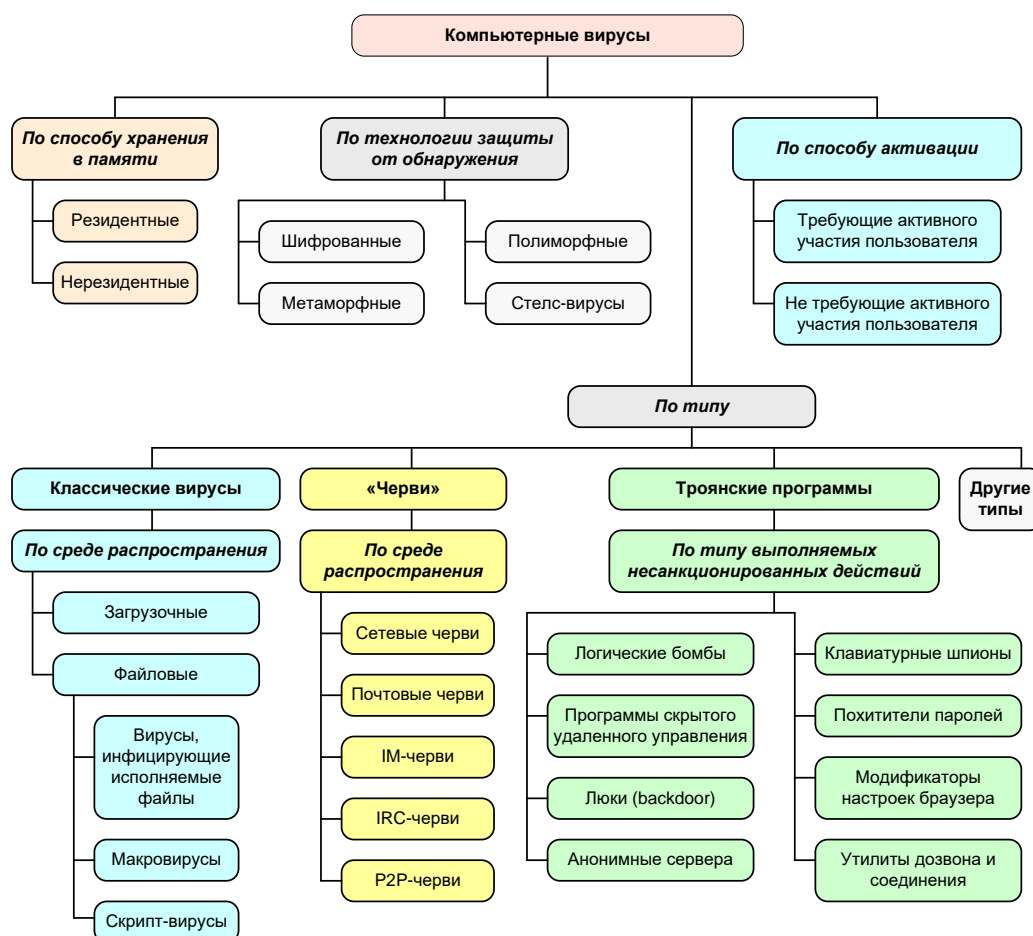 Компьютерные вирусы
По способу хранения
в памяти
По технологии защиты
от обнаружения
По способу активации
Резидентные
Нерезидентные
Шифрованные
Полиморфные
Метаморфные
Стелс-вирусы
Требующие активного
участия пользователя
Не требующие активного
участия пользователя
По типу
Классические вирусы
«Черви»
Троянские программы
Другие
типы
По среде распространения
По среде
распространения
По типу выполняемых
несанкционированных действий
Загрузочные
Файловые
Вирусы,
инфицирующие
исполняемые
файлы
Макровирусы
Скрипт-вирусы
Сетевые черви
Почтовые черви
IM-черви
IRC-черви
P2P-черви
Логические бомбы
Программы скрытого
удаленного управления
Люки (backdoor)
Анонимные сервера
Клавиатурные шпионы
Похитители паролей
Модификаторы
настроек браузера
Утилиты дозвона и
соединения